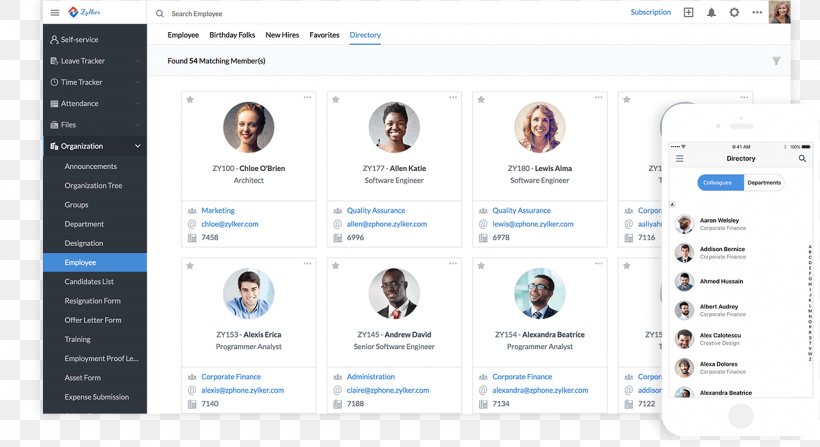 Zylker
Search Employee
Subscription
Self-service
Leave Tracker
Time Tracker
Attendance
Files
Organization
Announcements
Organization Tree
Groups
Department
Designation
Employee
Candidates List
Resignation Form
Offer Letter Form
Training
Employment Proof Le...
Asset Form
Expense Submission
Employee Birthday Folks New Hires Favorites Directory
Found 54 Matching Member(s)
ZY100 - Chloe O'Brien
Architect
Marketing
chloe@zylker.com
7458
ZY177 - Allen Katie
Software Engineer
Quality Assurance
allen@zphone.zylker.com
6996
ZY180 - Lewis Alma
Software Engineer
Quality Assurance
lewis@zphone.zylker.com
6978
ZY1
Corpor
aaliyah
7116
ZY153 - Alexis Erica
Programmer Analyst
Corporate Finance
alexis@zphone.zylker.com
7140
ZY145 - Andrew David
Senior Software Engineer
Administration
claire@zphone.zylker.com
7188
ZY154 - Alexandra Beatrice
Programmer Analyst
Corporate Finance
alexandra@zphone.zylker.com
7134
ZY15
Corpor
7122
9:41 AM 100%
Directory
Colleagues Departments
A
Aaron Welsley
Corporate Finance
Addison Bernice
Corporate Finance
Ahmed Hussain
Albert Audrey
Corporate Finance
Alex Calotescu
Creative Design
Alexa Dolores
Corporate Finance
Alexandra Beatrice